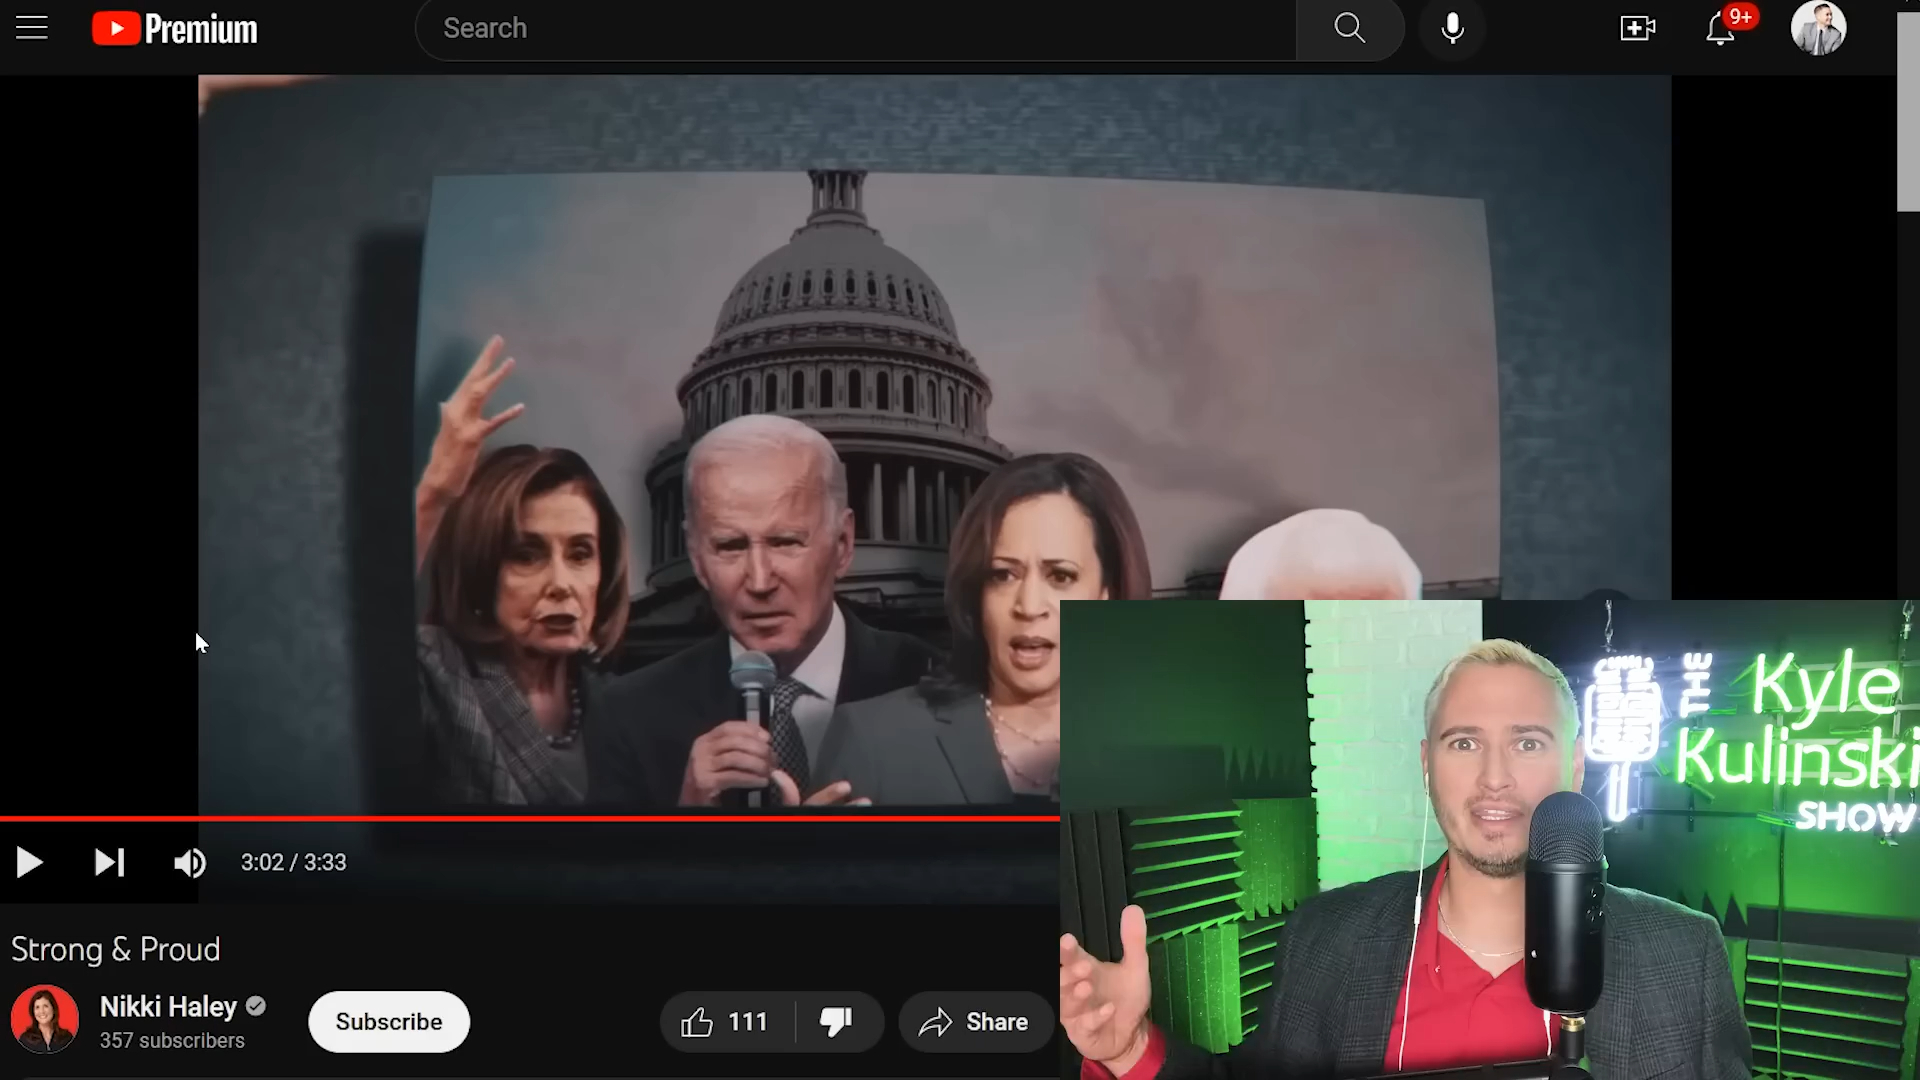 Premium
Search
9+
THE
Kyle
Kulinski
SHOW
3:02 / 3:33
Strong & Proud
Nikki Haley
357 subscribers
Subscribe
111
Share